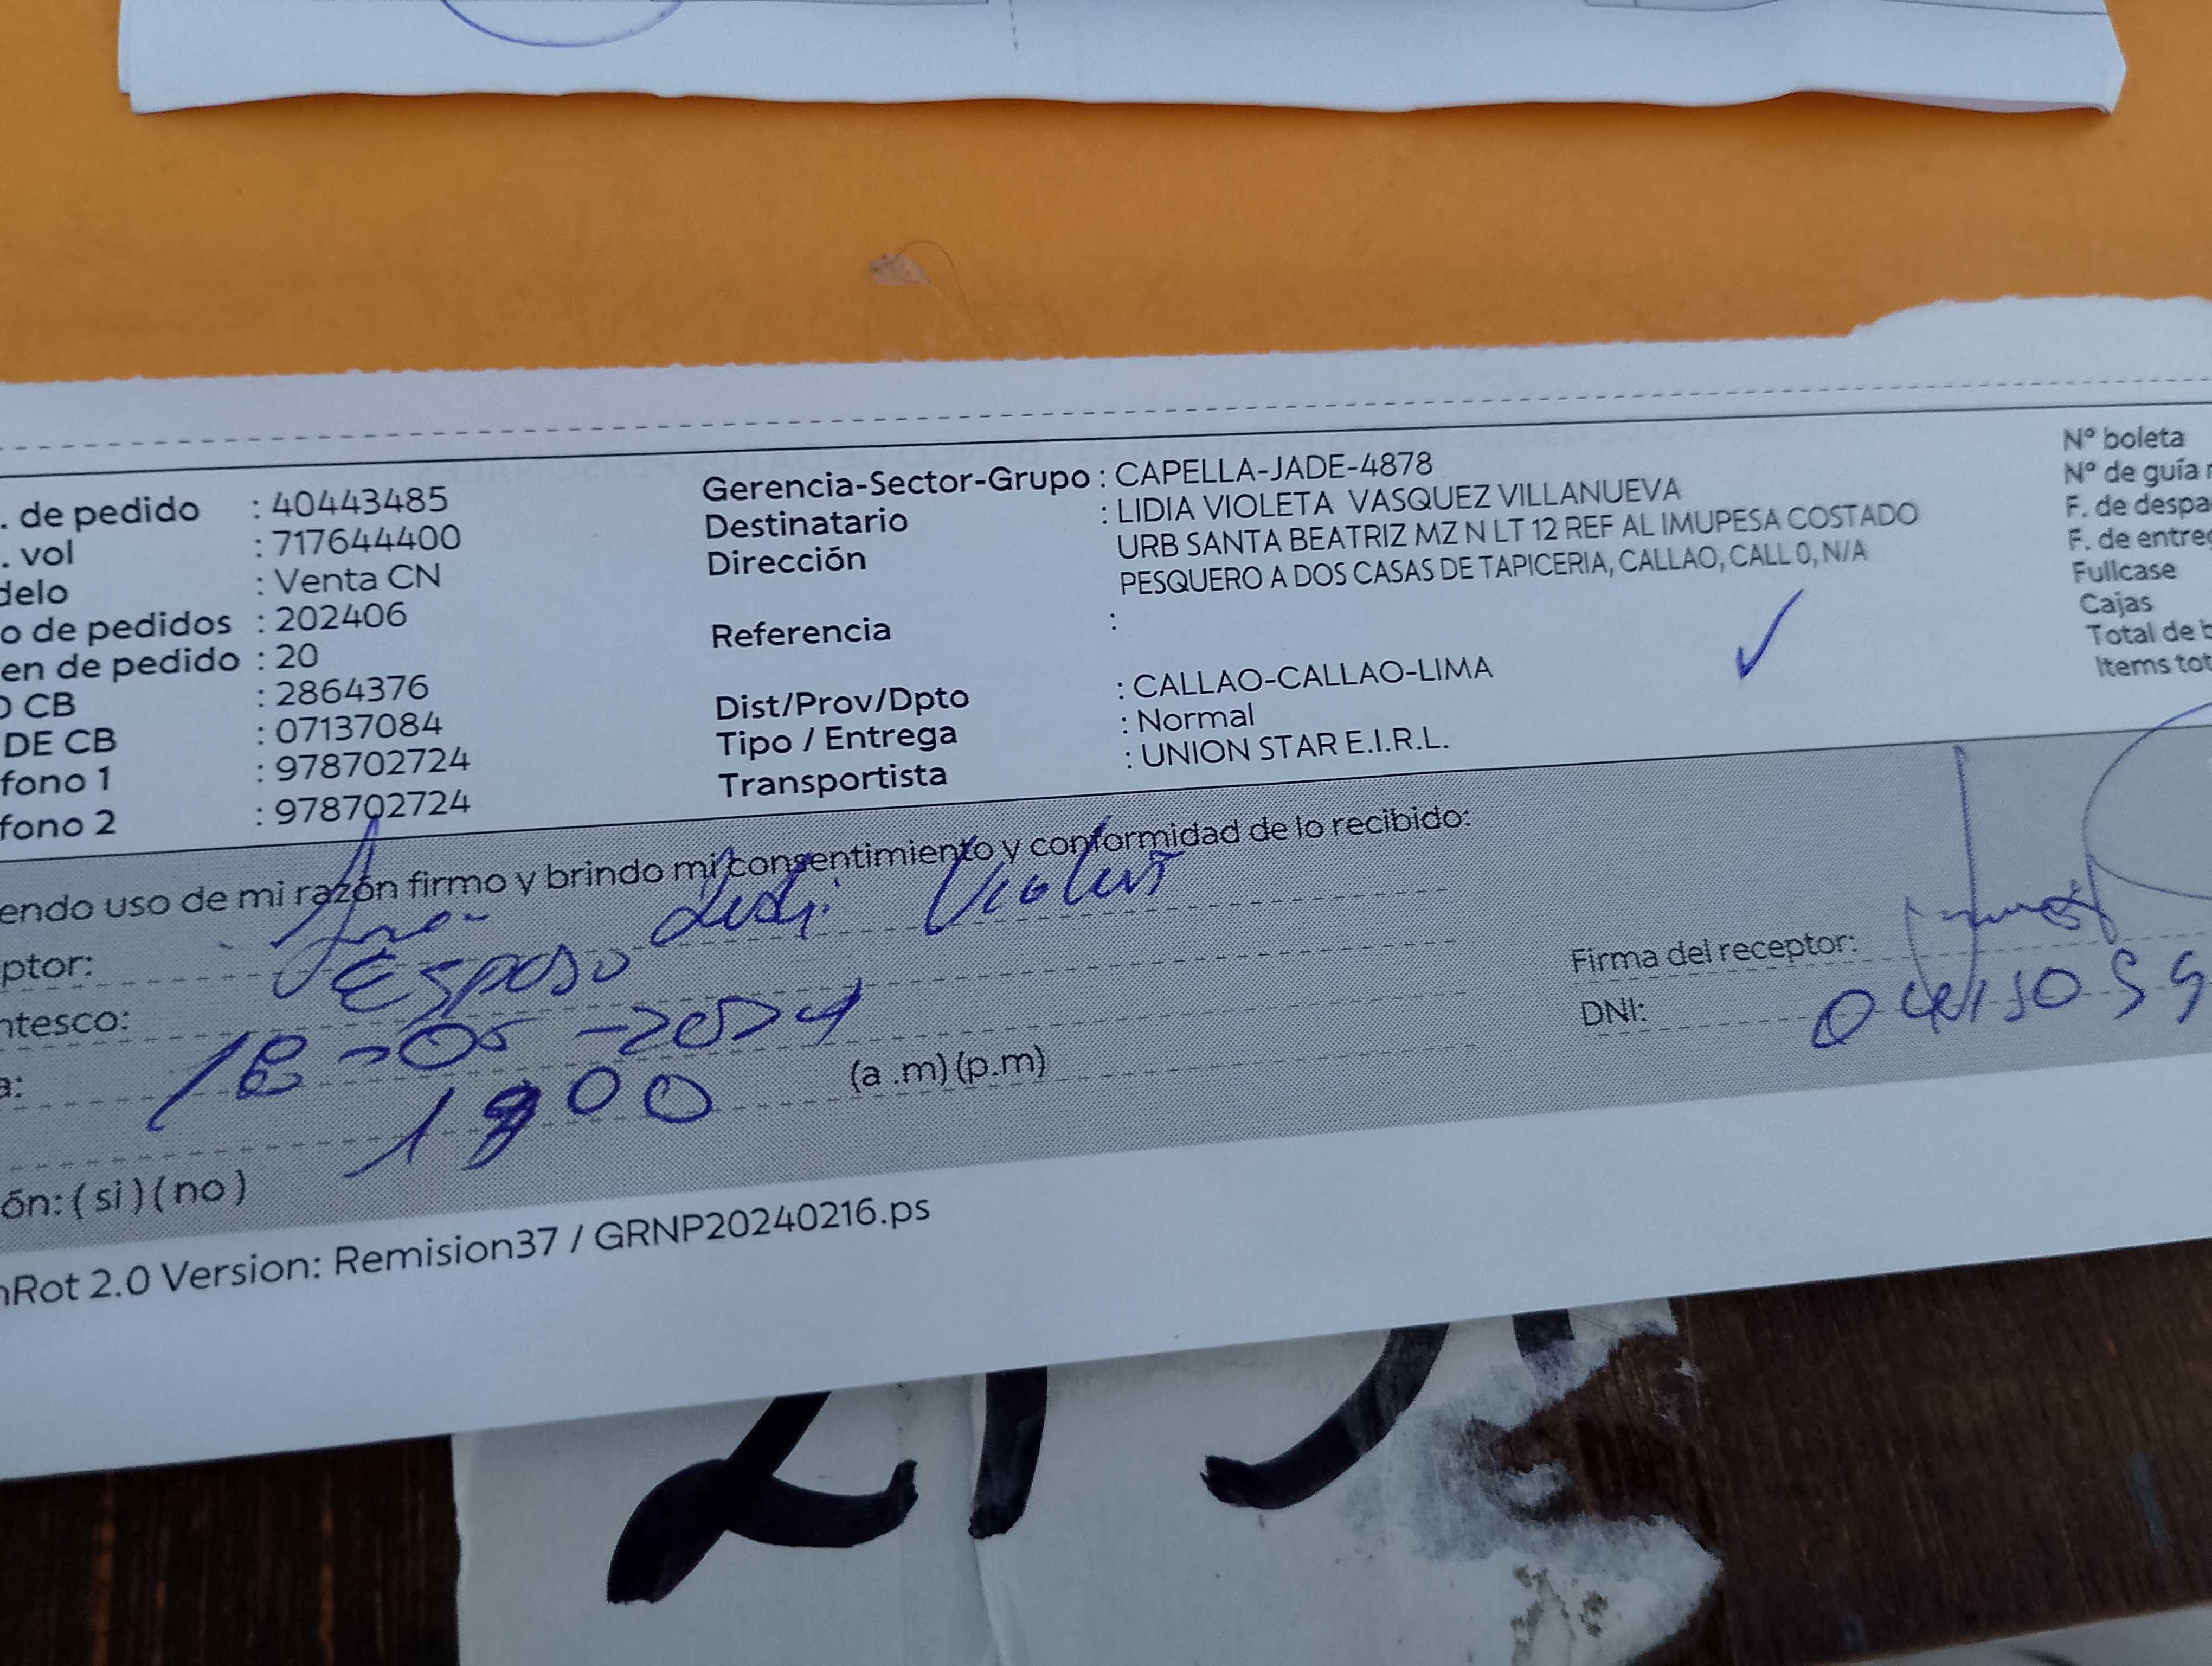 . de pedido : 40443485
. vol : 717644400
delo : Venta CN
o de pedidos : 202406
en de pedido : 20
O CB : 2864376
DE CB : 07137084
fono 1 : 978702724
fono 2 : 978702724
Gerencia-Sector-Grupo : CAPELLA-JADE-4878
Destinatario : LIDIA VIOLETA VASQUEZ VILLANUEVA
Dirección URB SANTA BEATRIZ MZ N LT 12 REF AL IMUPESA COSTADO
PESQUERO A DOS CASAS DE TAPICERIA, CALLAO, CALL 0, N/A
Referencia :
Dist/Prov/Dpto : CALLAO-CALLAO-LIMA
Tipo / Entrega : Normal
Transportista : UNION STAR E.I.R.L.
N° boleta
N° de guía r
F. de despa
F. de entreg
Fullcase
Cajas
Total de b
Items tot
endo uso de mi razón firmo y brindo mi consentimiento y conformidad de lo recibido:
ptor: Violeta
ntesco: Esposo
a: 18-05-2024
1900 (a .m) (p.m)
Firma del receptor:
DNI:
ón: ( si ) ( no )
nRot 2.0 Version: Remision37 / GRNP20240216.ps